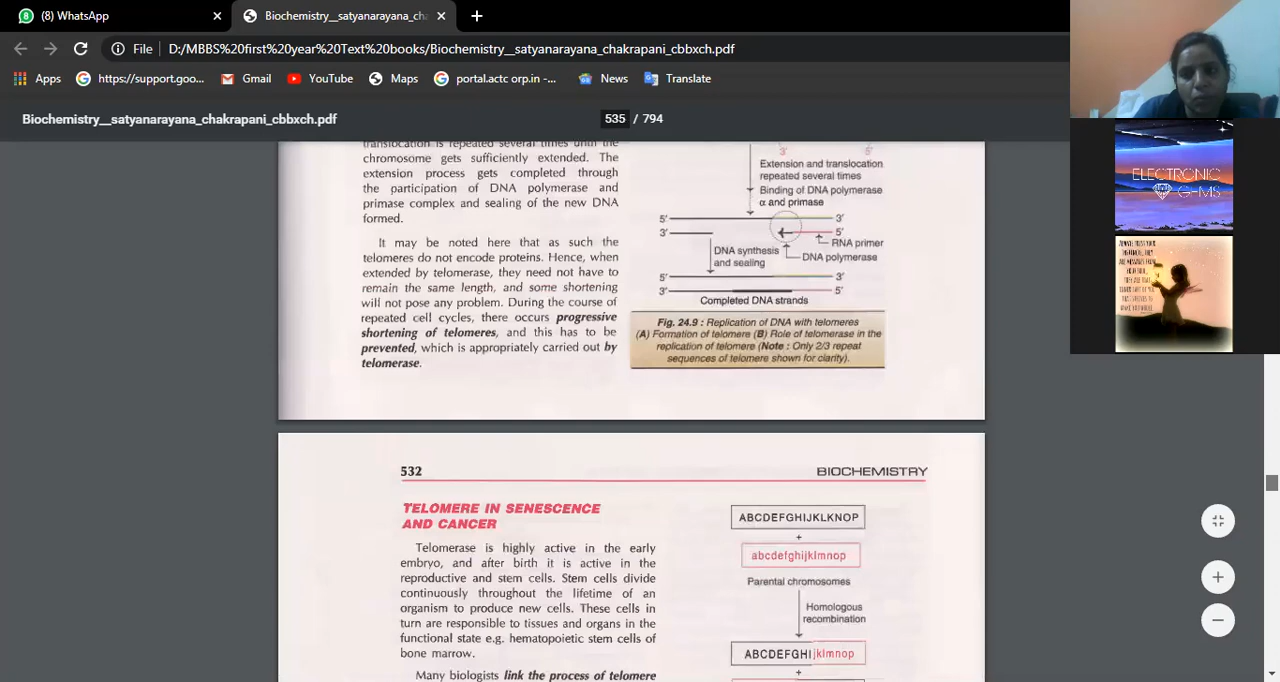 (8) WhatsApp
Biochemistry__satyanarayana_cha
File
D:/MBBS%20first%20year%20Text%20books/Biochemistry__satyanarayana_chakrapani_cbbxch.pdf
Apps
https://support.goo...
Gmail
YouTube
Maps
portal.actc orp.in -...
News
Translate
Biochemistry__satyanarayana_chakrapani_cbbxch.pdf
535 / 794
translocation is repeated several times until the
chromosome gets sufficiently extended. The
extension process gets completed through
the participation of DNA polymerase and
primase complex and sealing of the new DNA
formed.
It may be noted here that as such the
telomeres do not encode proteins. Hence, when
extended by telomerase, they need not have to
remain the same length, and some shortening
will not pose any problem. During the course of
repeated cell cycles, there occurs progressive
shortening of telomeres, and this has to be
prevented, which is appropriately carried out by
telomerase.
3' 5'
Extension and translocation
repeated several times
Binding of DNA polymerase
α and primase
5' 3'
3' 5'
RNA primer
DNA synthesis
and sealing
DNA polymerase
5' 3'
3' 5'
Completed DNA strands
Fig. 24.9 : Replication of DNA with telomeres
(A) Formation of telomere (B) Role of telomerase in the
replication of telomere (Note : Only 2/3 repeat
sequences of telomere shown for clarity).
532
BIOCHEMISTRY
TELOMERE IN SENESCENCE
AND CANCER
Telomerase is highly active in the early
embryo, and after birth it is active in the
reproductive and stem cells. Stem cells divide
continuously throughout the lifetime of an
organism to produce new cells. These cells in
turn are responsible to tissues and organs in the
functional state e.g. hematopoietic stem cells of
bone marrow.
Many biologists link the process of telomere
ABCDEFGHIJKLKNOP
+
abcdefghijklmnop
Parental chromosomes
Homologous
recombination
ABCDEFGHIjklmnop
+
ELECTRONIC
GEMS